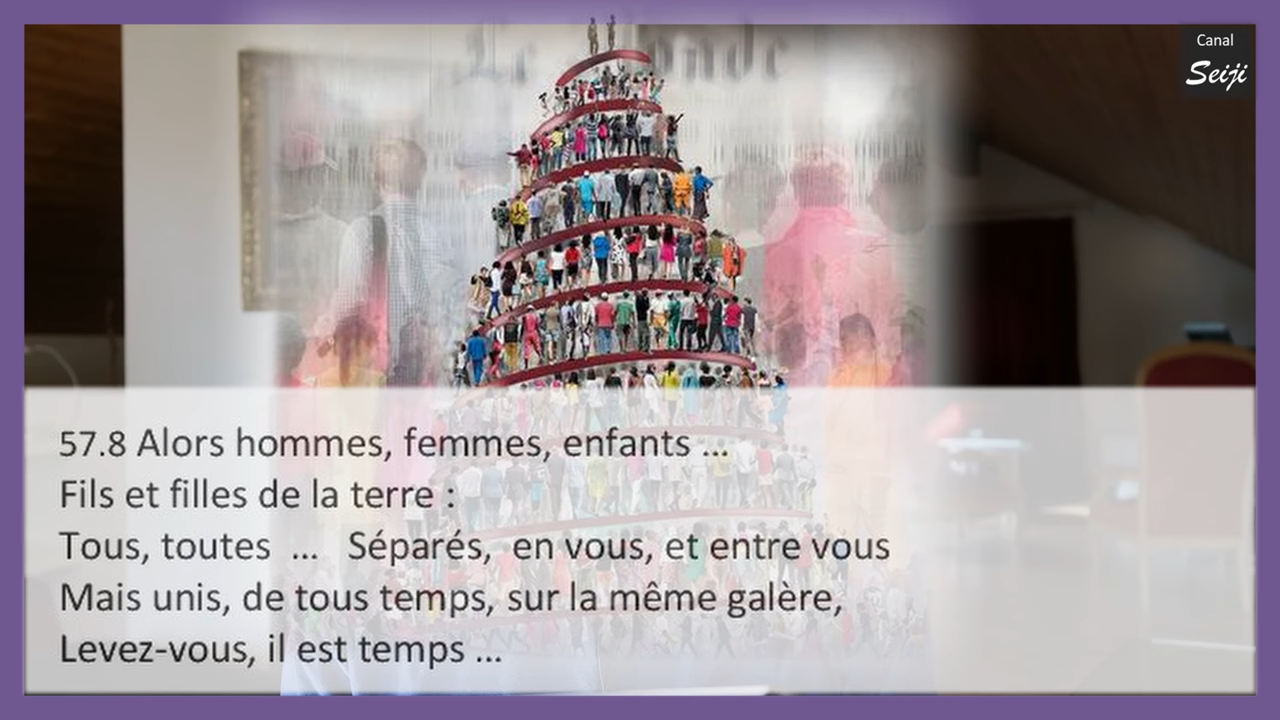 Canal
Seiji
57.8 Alors hommes, femmes, enfants ...
Fils et filles de la terre :
Tous, toutes ... Séparés, en vous, et entre vous
Mais unis, de tous temps, sur la même galère,
Levez-vous, il est temps ...